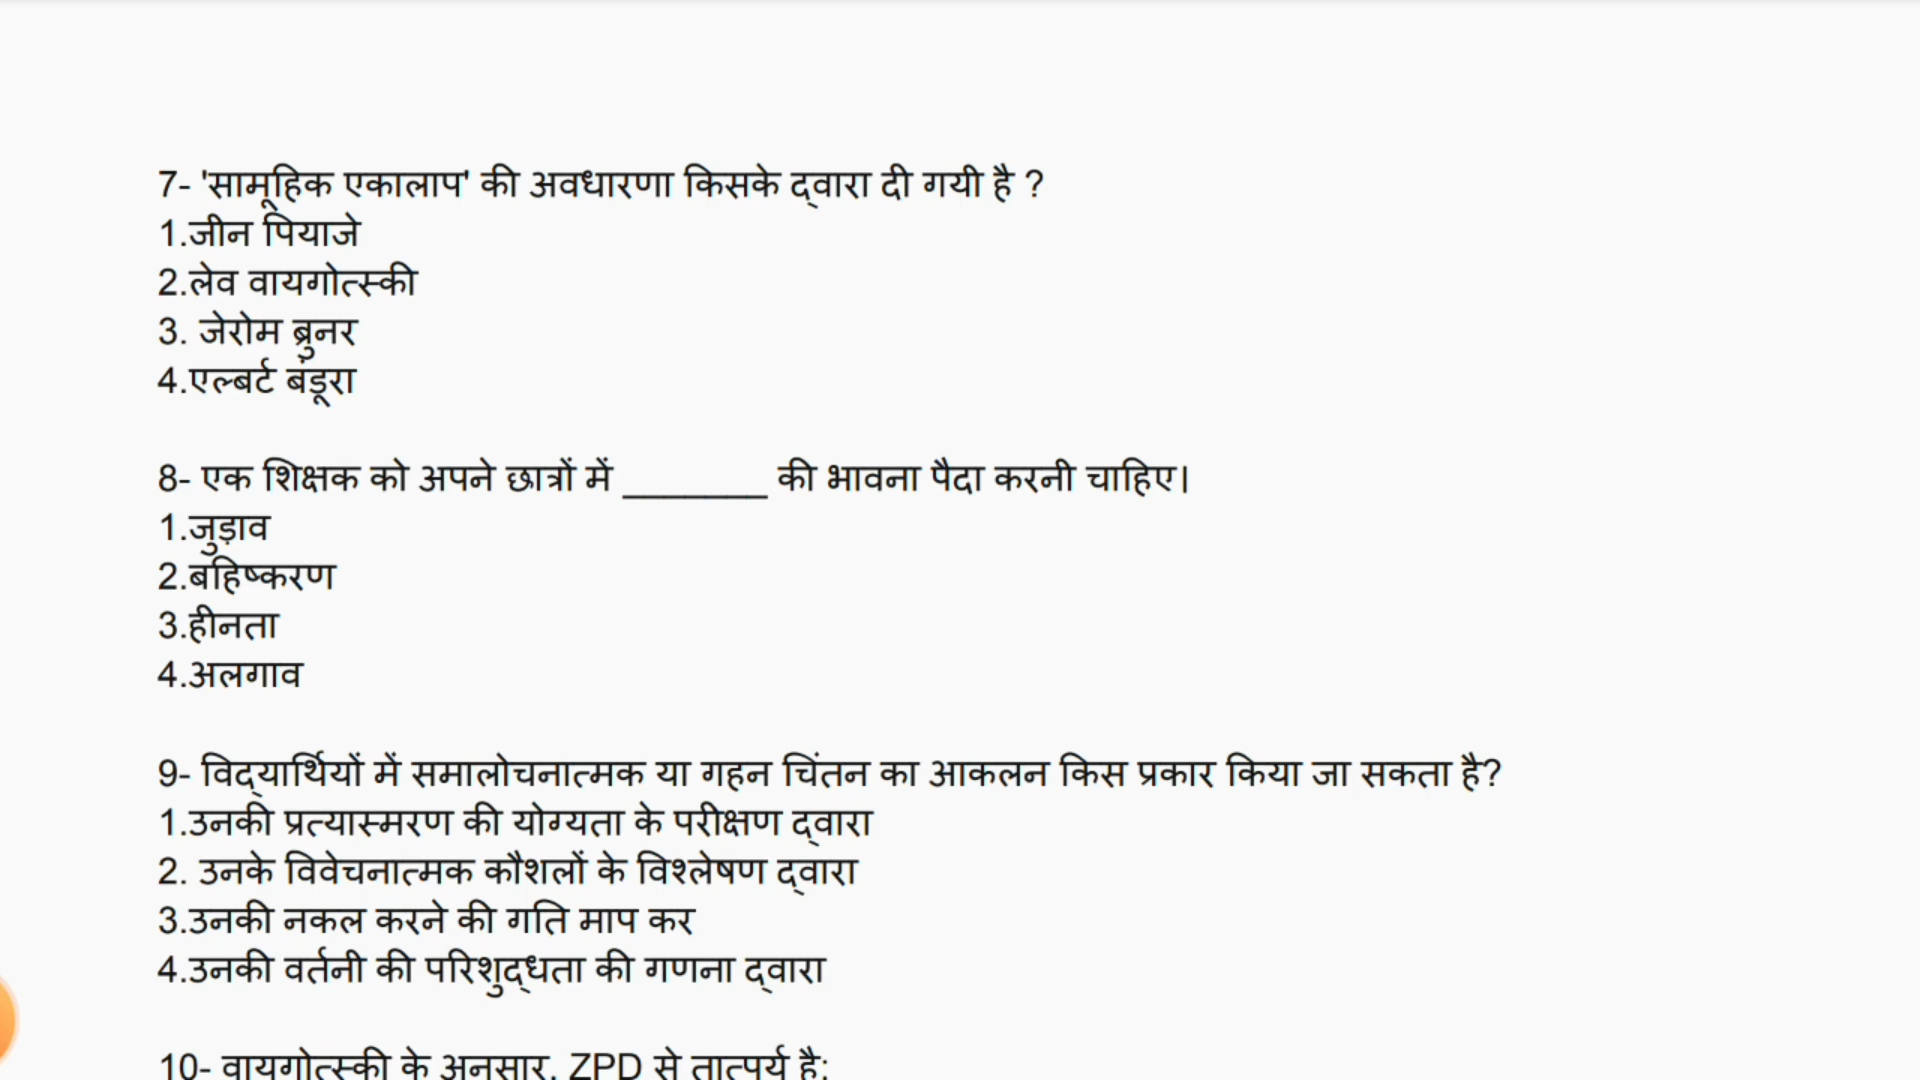 7- 'सामूहिक एकालाप' की अवधारणा किसके द्वारा दी गयी है ?
1.जीन पियाजे
2.लेव वायगोत्स्की
3. जेरोम ब्रुनर
4.एल्बर्ट बंडूरा
8- एक शिक्षक को अपने छात्रों में _______ की भावना पैदा करनी चाहिए।
1.जुड़ाव
2.बहिष्करण
3.हीनता
4.अलगाव
9- विद्यार्थियों में समालोचनात्मक या गहन चिंतन का आकलन किस प्रकार किया जा सकता है?
1.उनकी प्रत्यास्मरण की योग्यता के परीक्षण द्वारा
2. उनके विवेचनात्मक कौशलों के विश्लेषण द्वारा
3.उनकी नकल करने की गति माप कर
4.उनकी वर्तनी की परिशुद्धता की गणना द्वारा
10- वायगोत्स्की के अनुसार, ZPD से तात्पर्य है: